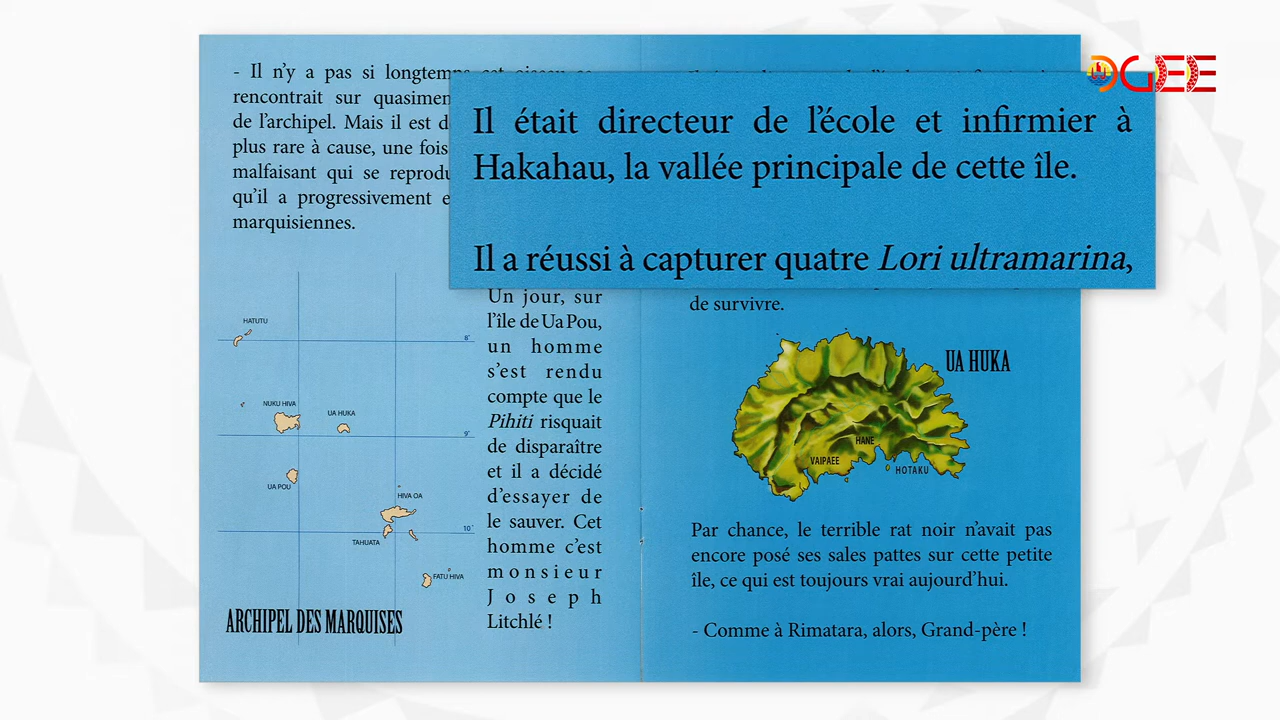 DGEE
- Il n'y a pas si longtemps cet oiseau se
rencontrait sur quasimen
de l'archipel. Mais il est d
plus rare à cause, une fois
malfaisant qui se reprodu
qu'il a progressivement e
marquisiennes.
Il était directeur de l'école et infirmier à
Hakahau, la vallée principale de cette île.
Il a réussi à capturer quatre Lori ultramarina,
HATUTU
8°
NUKU HIVA
UA HUKA
9°
UA POU
HIVA OA
10°
TAHUATA
FATU HIVA
ARCHIPEL DES MARQUISES
Un jour, sur
l'île de Ua Pou,
un homme
s'est rendu
compte que le
Pihiti risquait
de disparaître
et il a décidé
d'essayer de
le sauver. Cet
homme c'est
monsieur
Joseph
Litchlé !
de survivre.
UA HUKA
HANE
VAIPAEE
HOTAKU
Par chance, le terrible rat noir n'avait pas
encore posé ses sales pattes sur cette petite
île, ce qui est toujours vrai aujourd'hui.
- Comme à Rimatara, alors, Grand-père !